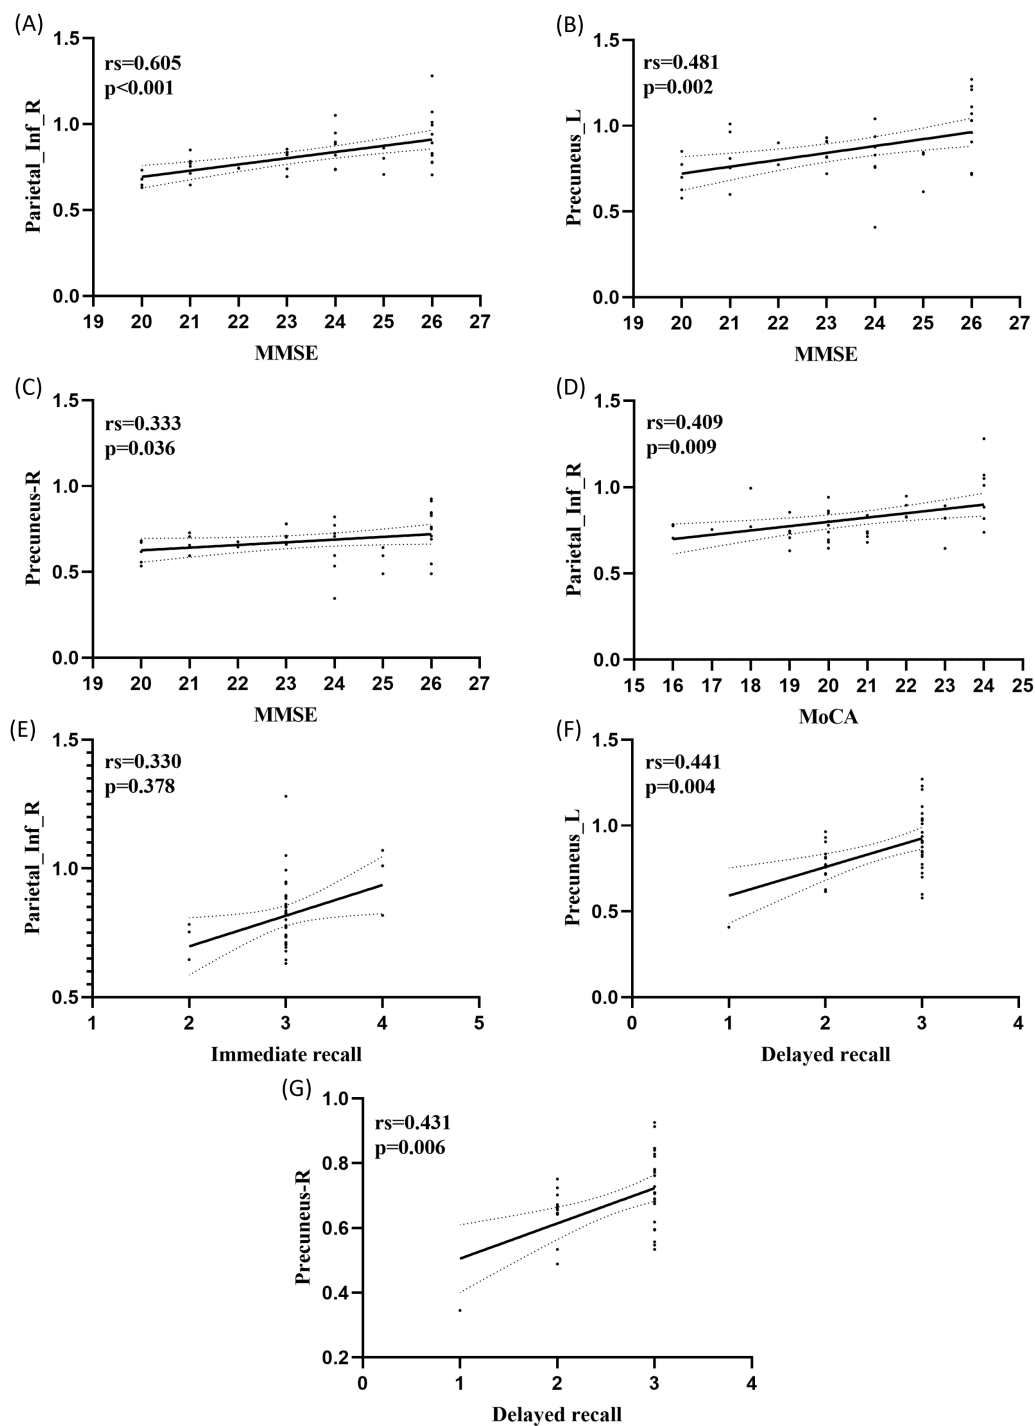 (A)
1.5
1.0
0.5
0.0
rs=0.605
p<0.001
Parietal_Inf_R
19 20 21 22 23 24 25 26 27
MMSE
(B)
1.5
1.0
0.5
0.0
rs=0.481
p=0.002
Precuneus_L
19 20 21 22 23 24 25 26 27
MMSE
(C)
1.5
1.0
0.5
0.0
rs=0.333
p=0.036
Precuneus-R
19 20 21 22 23 24 25 26 27
MMSE
(D)
1.5
1.0
0.5
0.0
rs=0.409
p=0.009
Parietal_Inf_R
15 16 17 18 19 20 21 22 23 24 25
MoCA
(E)
1.5
1.0
0.5
rs=0.330
p=0.378
Parietal_Inf_R
1 2 3 4 5
Immediate recall
(F)
1.5
1.0
0.5
0.0
rs=0.441
p=0.004
Precuneus_L
0 1 2 3 4
Delayed recall
(G)
1.0
0.8
0.6
0.4
0.2
rs=0.431
p=0.006
Precuneus-R
0 1 2 3 4
Delayed recall